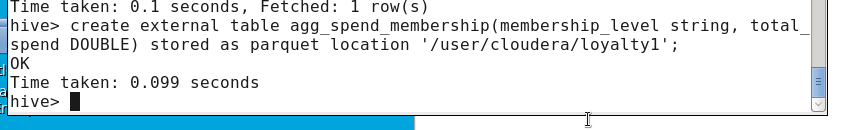 Time taken: 0.1 seconds, Fetched: 1 row(s)
hive> create external table agg_spend_membership(membership_level string, total_
spend DOUBLE) stored as parquet location '/user/cloudera/loyalty1';
OK
Time taken: 0.099 seconds
hive>